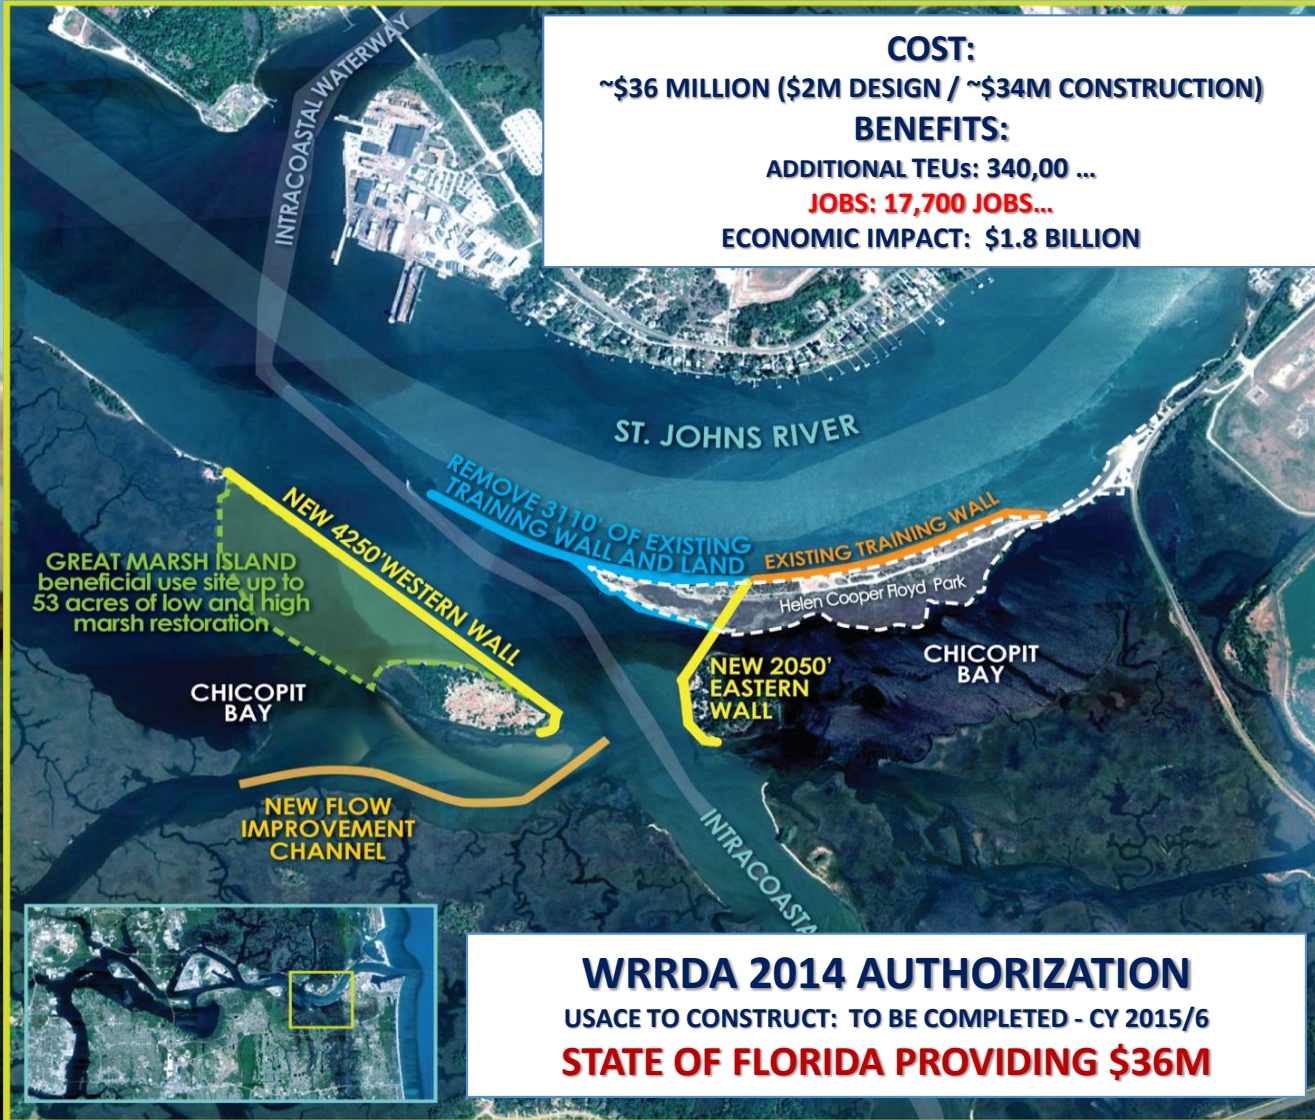 COST:
~$36 MILLION ($2M DESIGN / ~$34M CONSTRUCTION)
BENEFITS:
ADDITIONAL TEUs: 340,00 ...
JOBS: 17,700 JOBS...
ECONOMIC IMPACT: $1.8 BILLION
INTRACOASTAL WATERWAY
ST. JOHNS RIVER
REMOVE 3110' OF EXISTING
TRAINING WALL AND LAND
EXISTING TRAINING WALL
Helen Cooper Floyd Park
NEW 4250' WESTERN WALL
GREAT MARSH ISLAND
beneficial use site up to
53 acres of low and high
marsh restoration
CHICOPIT
BAY
NEW 2050'
EASTERN
WALL
CHICOPIT
BAY
NEW FLOW
IMPROVEMENT
CHANNEL
INTRACOASTA
WRRDA 2014 AUTHORIZATION
USACE TO CONSTRUCT: TO BE COMPLETED - CY 2015/6
STATE OF FLORIDA PROVIDING $36M